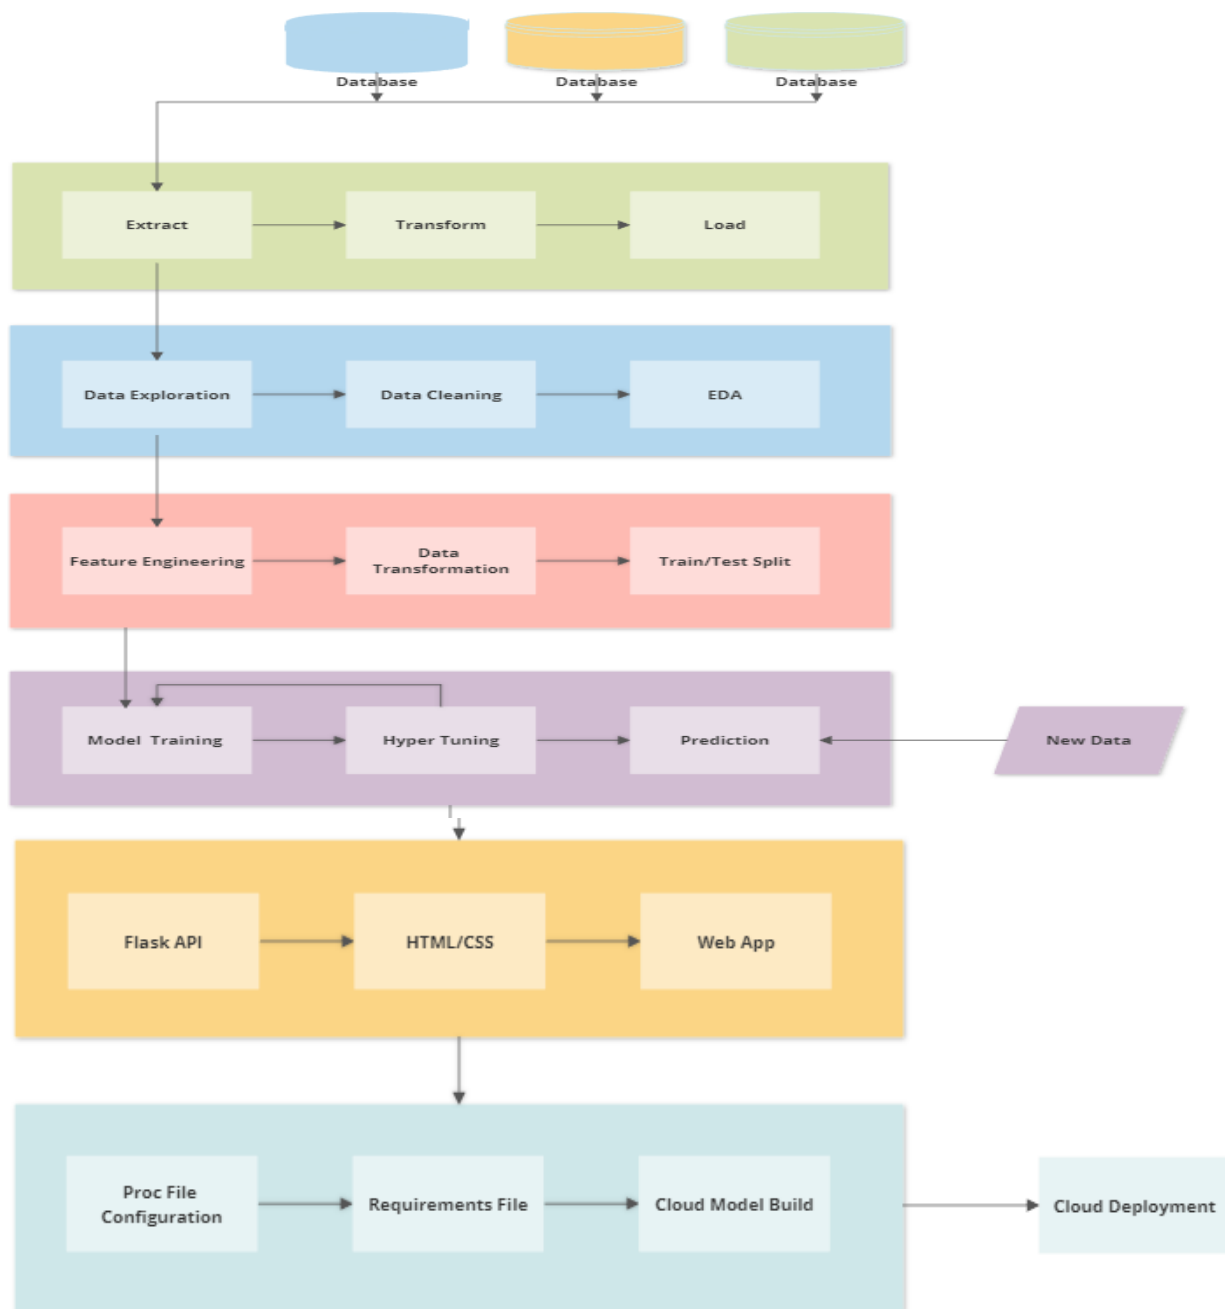 Database
Database
Database
Extract
Transform
Load
Data Exploration
Data Cleaning
EDA
Feature Engineering
Data
Transformation
Train/Test Split
Model Training
Hyper Tuning
Prediction
New Data
Flask API
HTML/CSS
Web App
Proc File
Configuration
Requirements File
Cloud Model Build
Cloud Deployment